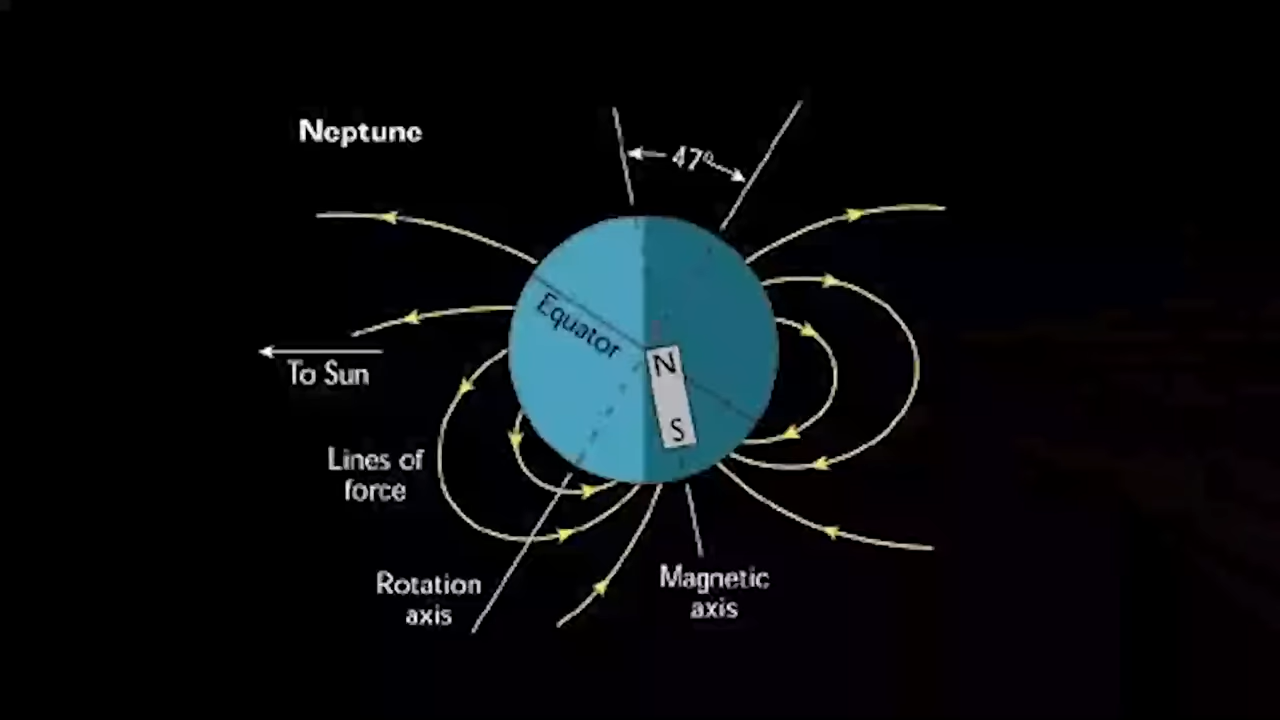 Neptune
47°
Equator
To Sun
N
S
Lines of
force
Rotation
axis
Magnetic
axis